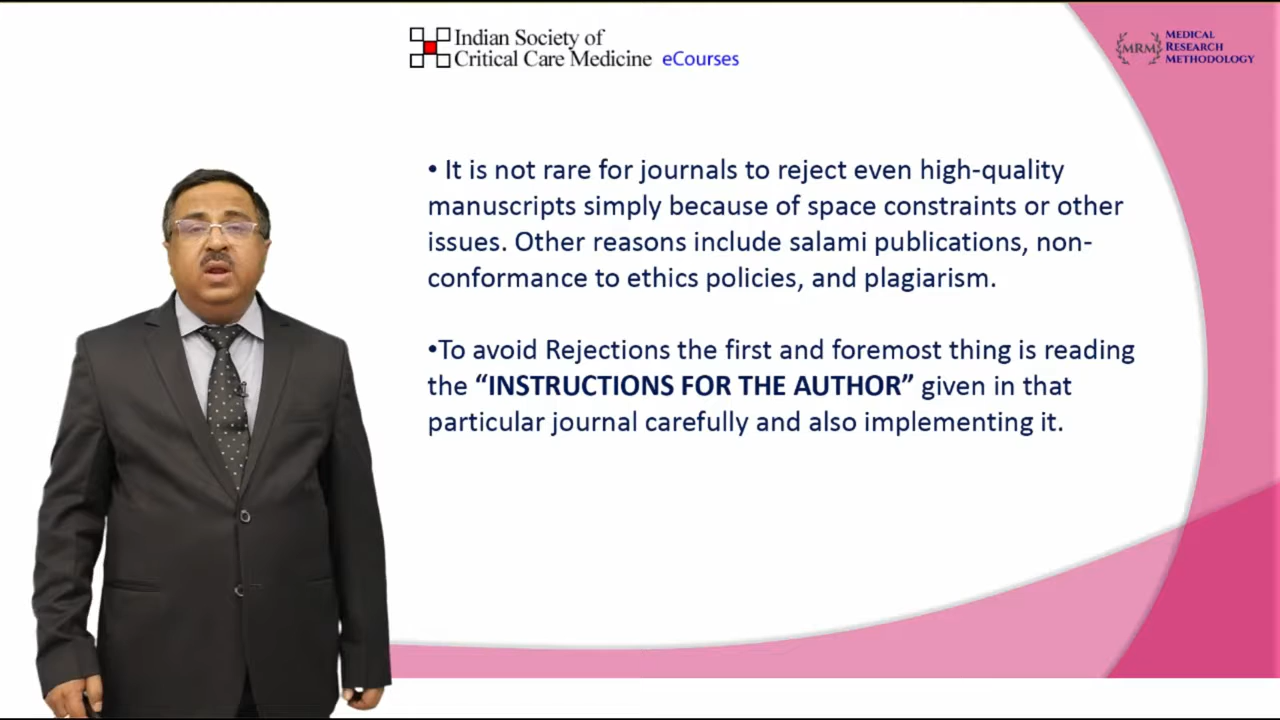 Indian Society of
Critical Care Medicine eCourses
MRM
MEDICAL
RESEARCH
METHODOLOGY
• It is not rare for journals to reject even high-quality
manuscripts simply because of space constraints or other
issues. Other reasons include salami publications, non-
conformance to ethics policies, and plagiarism.
•To avoid Rejections the first and foremost thing is reading
the “INSTRUCTIONS FOR THE AUTHOR” given in that
particular journal carefully and also implementing it.